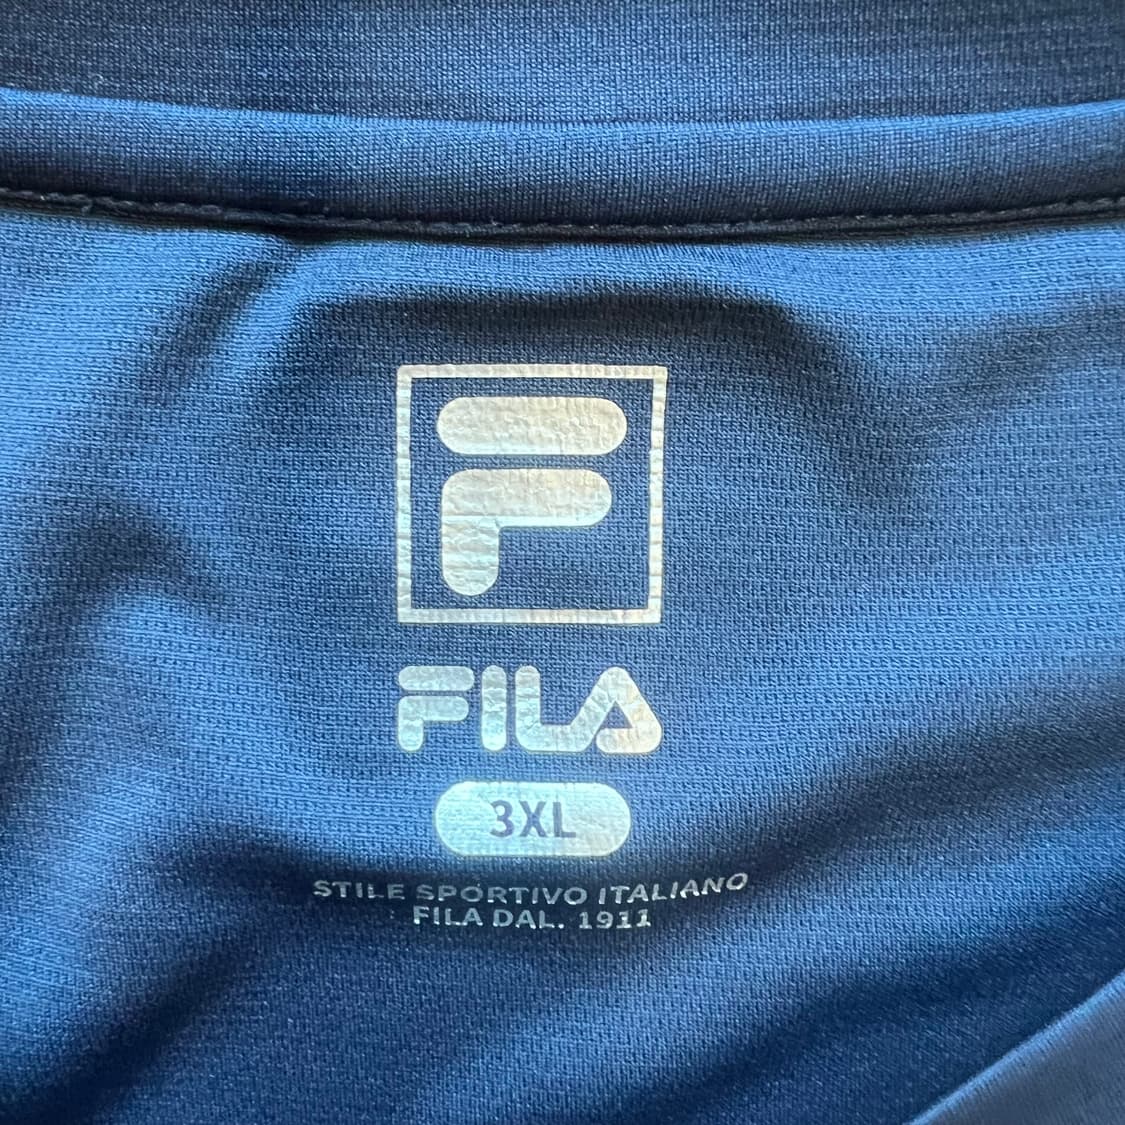 F
FILA
3XL
STILE SPORTIVO ITALIANO
FILA DAL. 1911